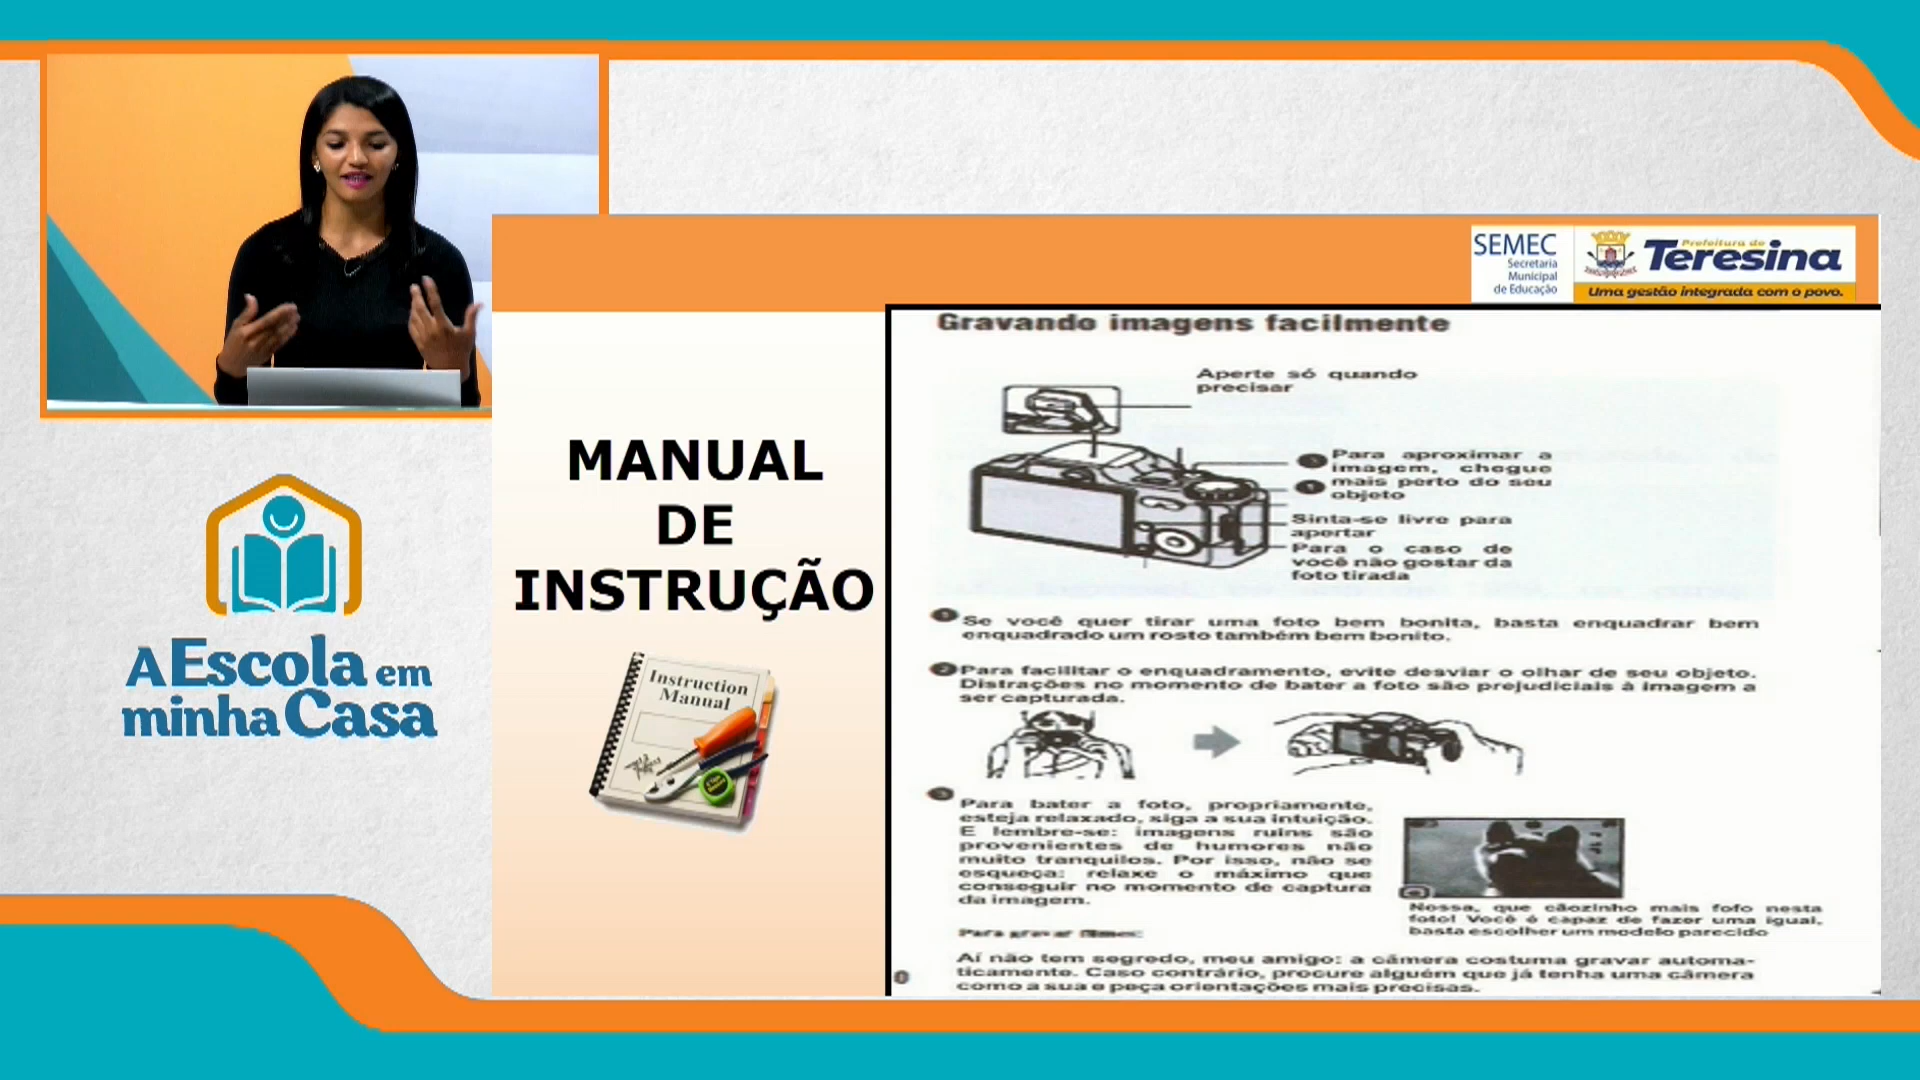 SEMEC
Secretaria
Municipal
de Educação
Prefeitura de
Teresina
Uma gestão integrada com o povo.
MANUAL
DE
INSTRUÇÃO
Instruction
Manual
A Escola em
minha Casa
Gravando imagens facilmente
Aperte só quando
precisar
Para aproximar a
imagem, chegue
mais perto do seu
objeto
Sinta-se livre para
apertar
Para o caso de
você não gostar da
foto tirada
1 Se você quer tirar uma foto bem bonita, basta enquadrar bem
enquadrado um rosto também bem bonito.
2 Para facilitar o enquadramento, evite desviar o olhar de seu objeto.
Distrações no momento de bater a foto são prejudiciais à imagem a
ser capturada.
Para bater a foto, propriamente,
esteja relaxado, siga a sua intuição.
E lembre-se: imagens ruins são
provenientes de humores não
muito tranquilos. Por isso, não se
esqueça: relaxe o máximo que
conseguir no momento de captura
da imagem.
Nossa, que cãozinho mais fofo nesta
foto! Você é capaz de fazer uma igual,
basta escolher um modelo parecido
Para gravar filmes:
Aí não tem segredo, meu amigo: a câmera costuma gravar automa-
ticamente. Caso contrário, procure alguém que já tenha uma câmera
como a sua e peça orientações mais precisas.